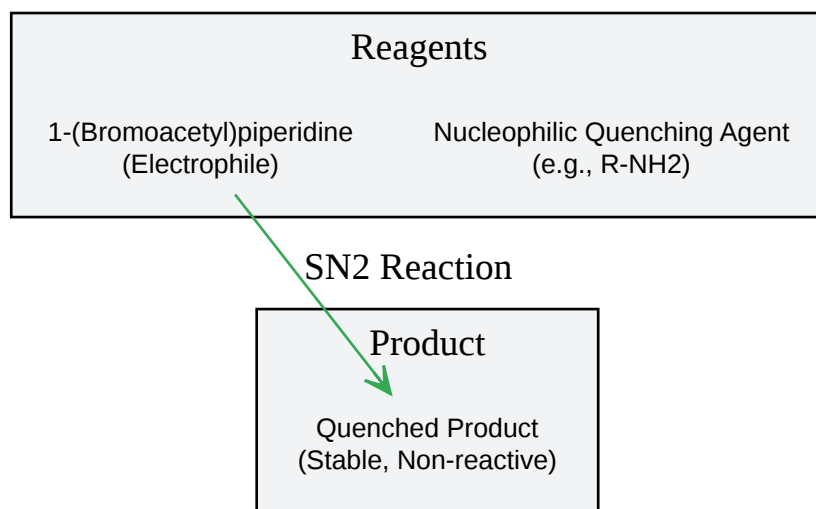 Reagents
1-(Bromoacetyl)piperidine
(Electrophile)
Nucleophilic Quenching Agent
(e.g., R-NH2)
SN2 Reaction
Product
Quenched Product
(Stable, Non-reactive)